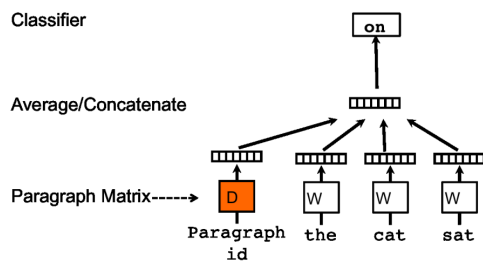 Classifier
on
Average/Concatenate
Paragraph Matrix
D
W
W
W
Paragraph
id
the
cat
sat